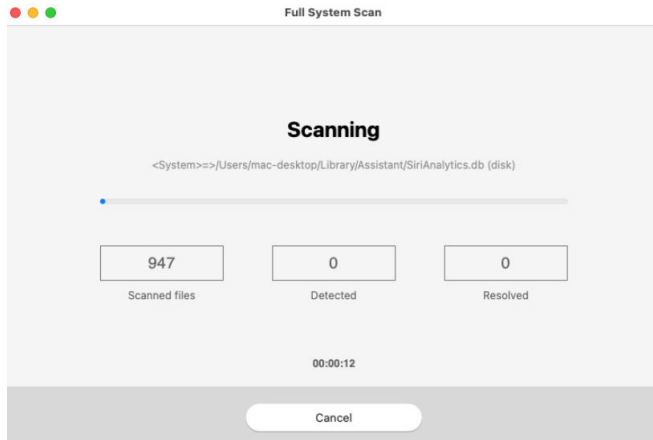 Full System Scan
Scanning
<System>=>/Users/mac-desktop/Library/Assistant/SiriAnalytics.db (disk)
947
0
0
Scanned files
Detected
Resolved
00:00:12
Cancel